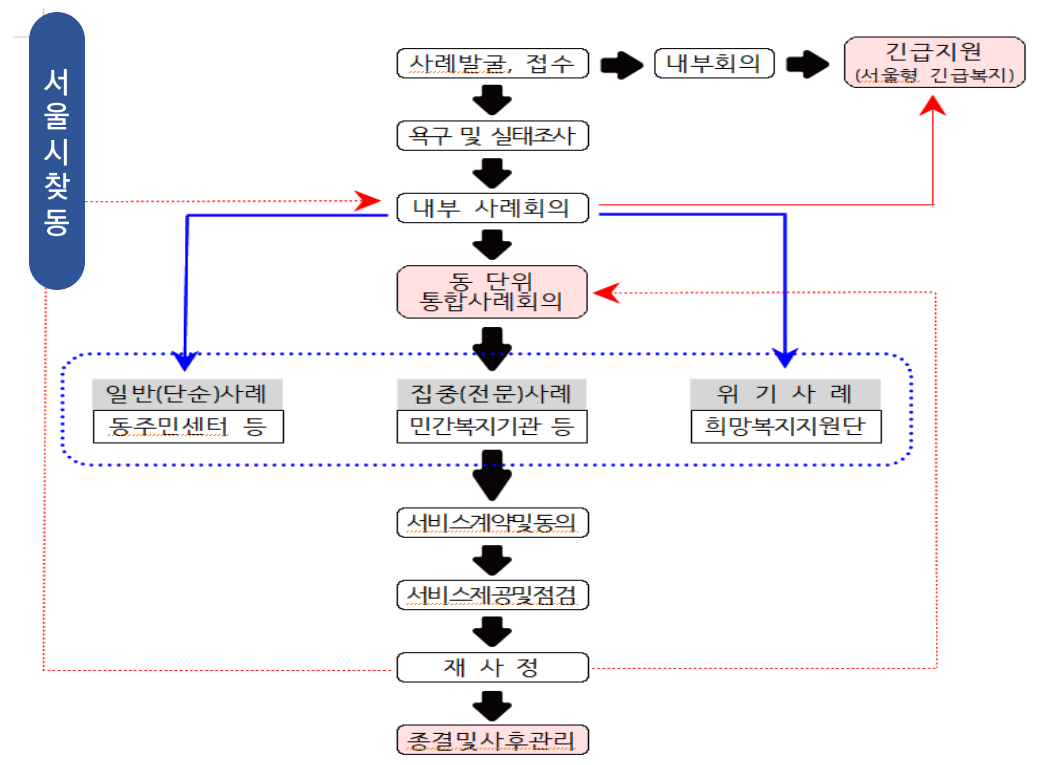 서울시찾동
사례발굴, 접수
내부회의
긴급지원
(서울형 긴급복지)
욕구 및 실태조사
내부 사례회의
동 단위
통합사례회의
일반(단순)사례
집중(전문)사례
위 기 사 례
동주민센터 등
민간복지기관 등
희망복지지원단
서비스계약및동의
서비스제공및점검
재 사 정
종결및사후관리